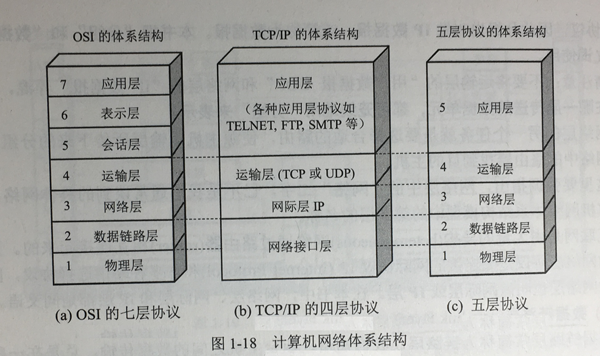 OSI 的体系结构
7 应用层
6 表示层
5 会话层
4 运输层
3 网络层
2 数据链路层
1 物理层
(a) OSI 的七层协议
TCP/IP 的体系结构
应用层
(各种应用层协议如
TELNET, FTP, SMTP 等)
运输层 (TCP 或 UDP)
网际层 IP
网络接口层
(b) TCP/IP 的四层协议
五层协议的体系结构
5 应用层
4 运输层
3 网络层
2 数据链路层
1 物理层
(c) 五层协议
图 1-18 计算机网络体系结构